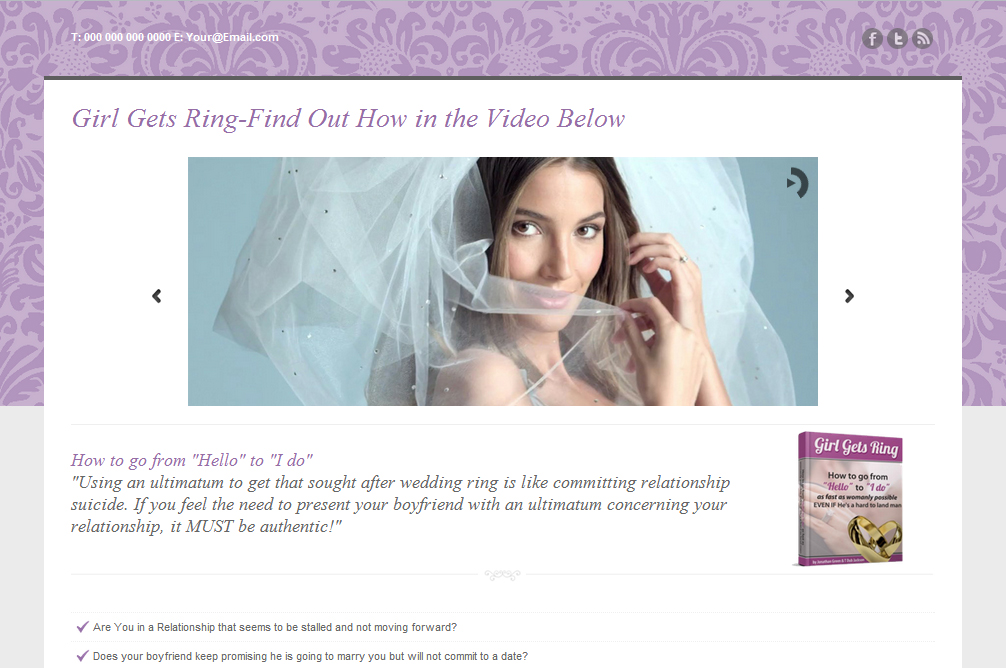 T: 000 000 000 0000 E: Your@Email.com
Girl Gets Ring-Find Out How in the Video Below
How to go from "Hello" to "I do"
"Using an ultimatum to get that sought after wedding ring is like committing relationship
suicide. If you feel the need to present your boyfriend with an ultimatum concerning your
relationship, it MUST be authentic!"
Girl Gets Ring
How to go from
"Hello" to "I do"
as fast as womanly possible
EVEN IF He's a hard to land man
Are You in a Relationship that seems to be stalled and not moving forward?
Does your boyfriend keep promising he is going to marry you but will not commit to a date?